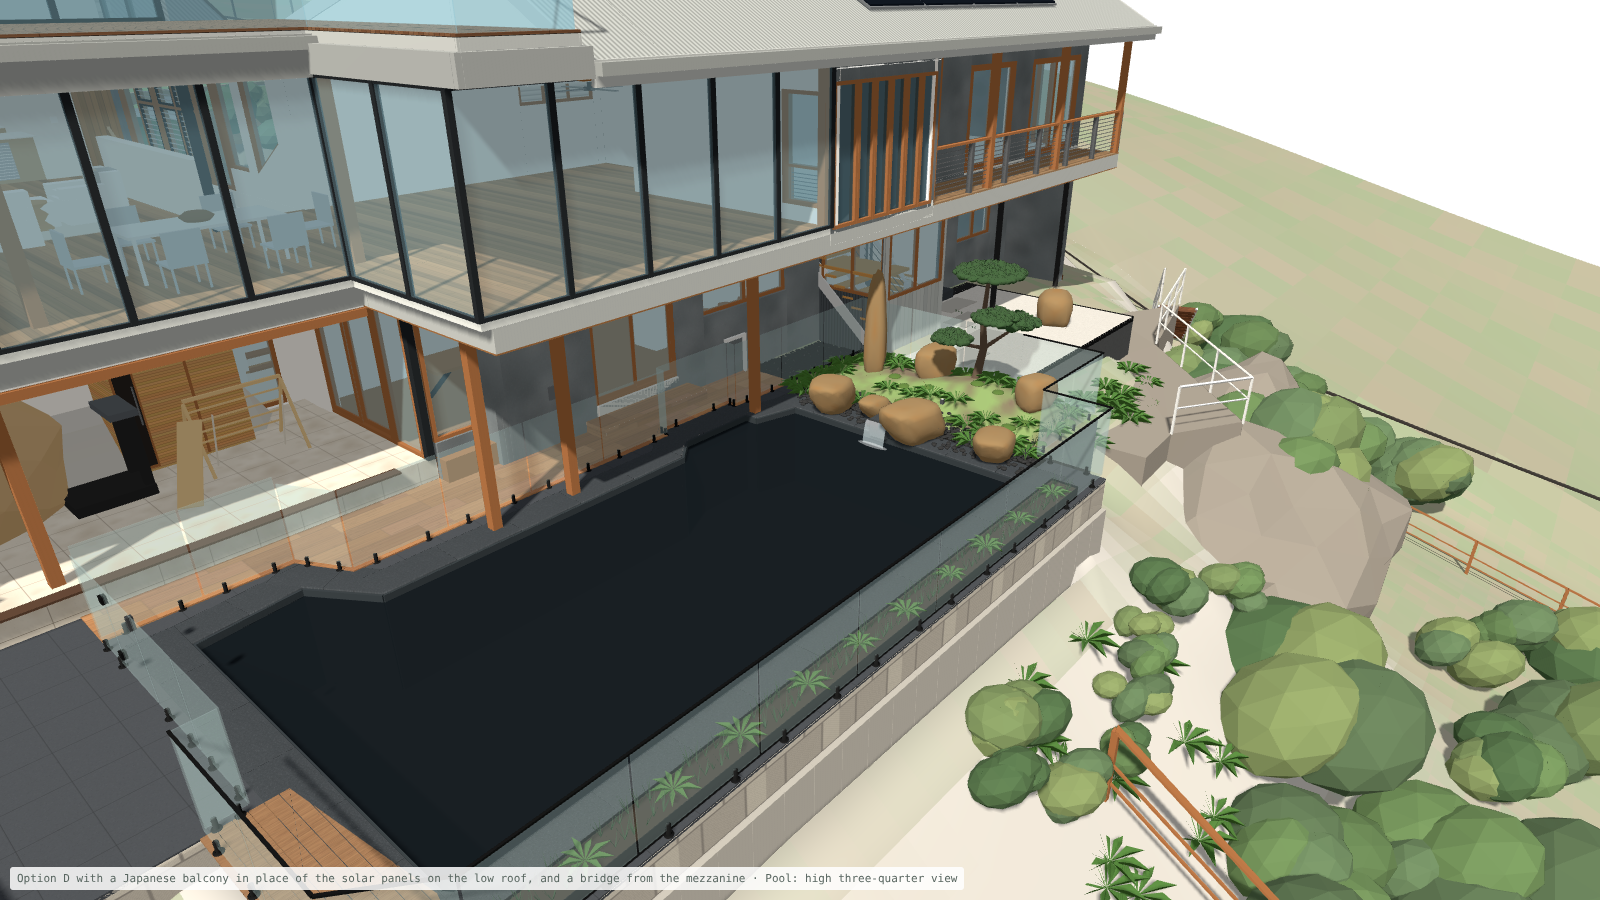 Option D with a Japanese balcony in place of the solar panels on the low roof, and a bridge from the mezzanine · Pool: high three-quarter view